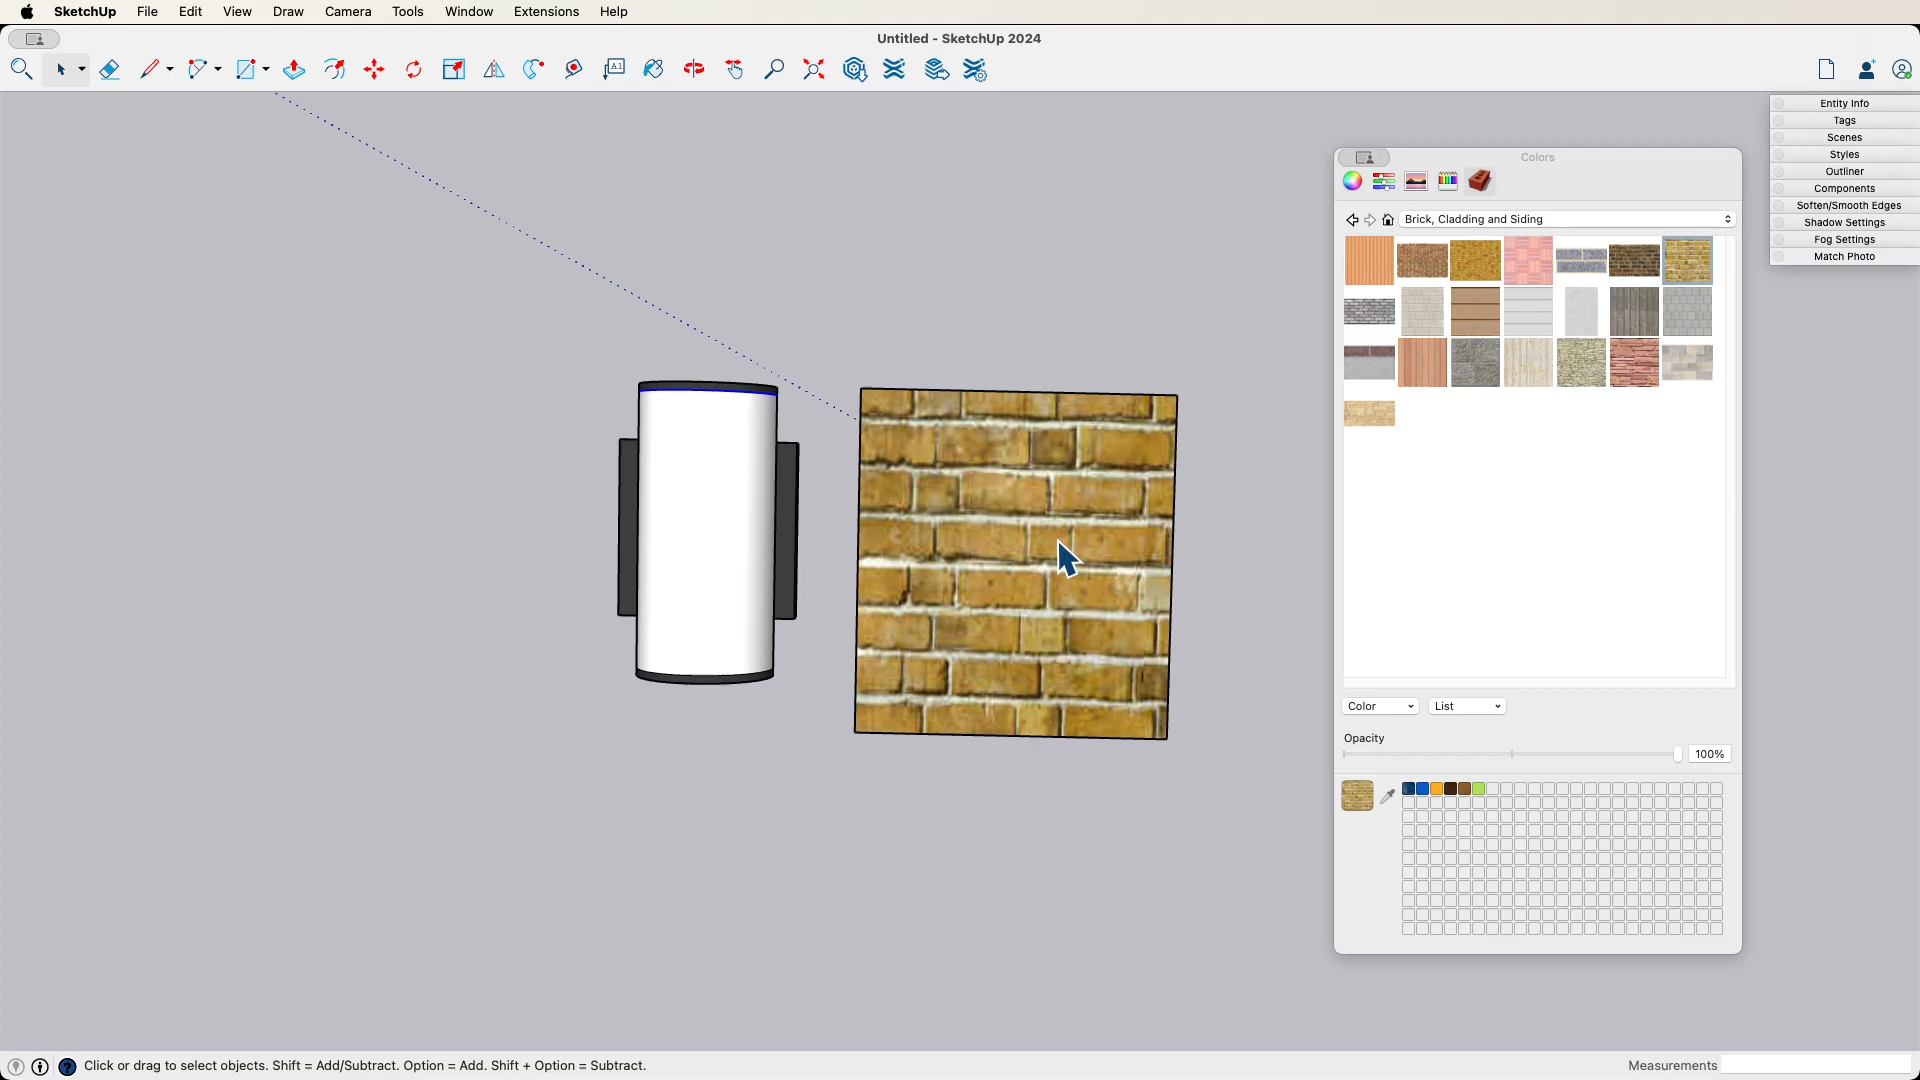 SketchUp File Edit View Draw Camera Tools Window Extensions Help
Untitled - SketchUp 2024
A1
Entity Info
Tags
Scenes
Styles
Outliner
Components
Soften/Smooth Edges
Shadow Settings
Fog Settings
Match Photo
Colors
Brick, Cladding and Siding
Color List
Opacity
100%
Click or drag to select objects. Shift = Add/Subtract. Option = Add. Shift + Option = Subtract.
Measurements